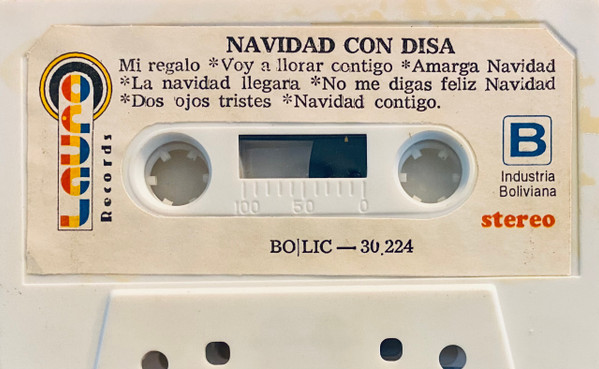 NAVIDAD CON DISA
Mi regalo *Voy a llorar contigo *Amarga Navidad
*La navidad llegara *No me digas feliz Navidad
*Dos ojos tristes *Navidad contigo.
Lauro
Records
B
Industria
Boliviana
stereo
100 50 0
BO|LIC — 30.224